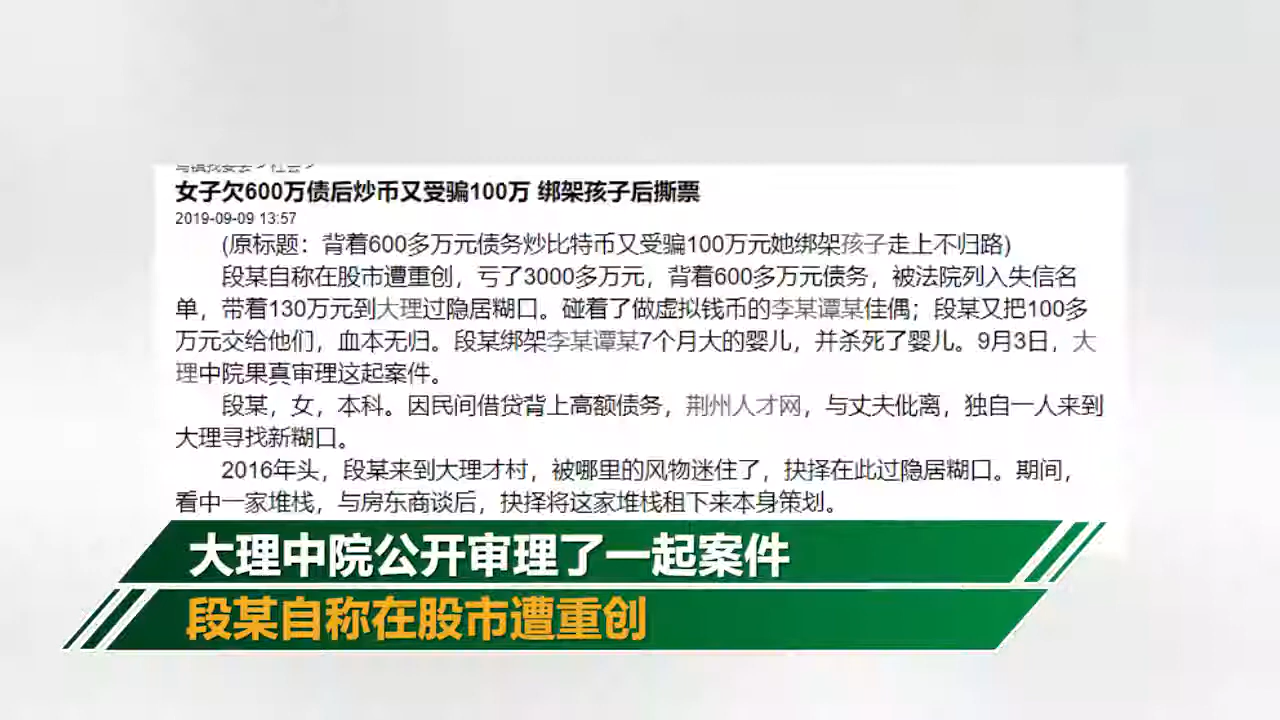 女子欠600万债后炒币又受骗100万 绑架孩子后撕票
2019-09-09 13:57
(原标题：背着600多万元债务炒比特币又受骗100万元她绑架孩子走上不归路)
段某自称在股市遭重创，亏了3000多万元，背着600多万元债务，被法院列入失信名
单，带着130万元到大理过隐居糊口。碰着了做虚拟钱币的李某谭某佳偶；段某又把100多
万元交给他们，血本无归。段某绑架李某谭某7个月大的婴儿，并杀死了婴儿。9月3日，大
理中院果真审理这起案件。
段某，女，本科。因民间借贷背上高额债务，荆州人才网，与丈夫仳离，独自一人来到
大理寻找新糊口。
2016年头，段某来到大理才村，被哪里的风物迷住了，抉择在此过隐居糊口。期间，
看中一家堆栈，与房东商谈后，抉择将这家堆栈租下来本身策划。
大理中院公开审理了一起案件
段某自称在股市遭重创